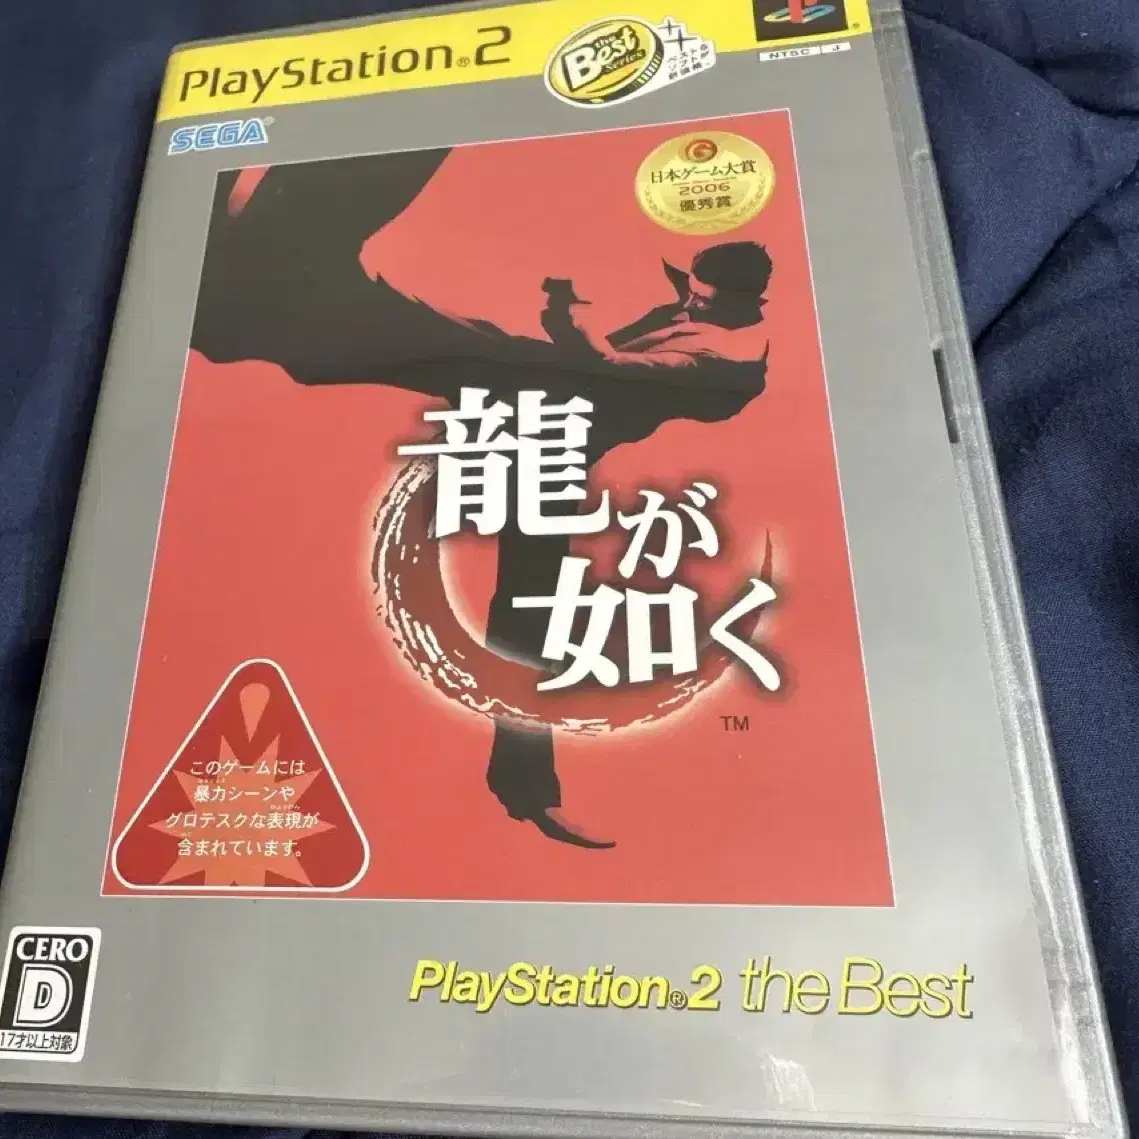 PlayStation®2
the
Best
Series
NTSC J
SEGA
日本ゲーム大賞
2006
優秀賞
龍が
如く
TM
このゲームには
暴力シーンや
グロテスクな表現が
含まれています。
CERO
D
17才以上対象
PlayStation®2 the Best